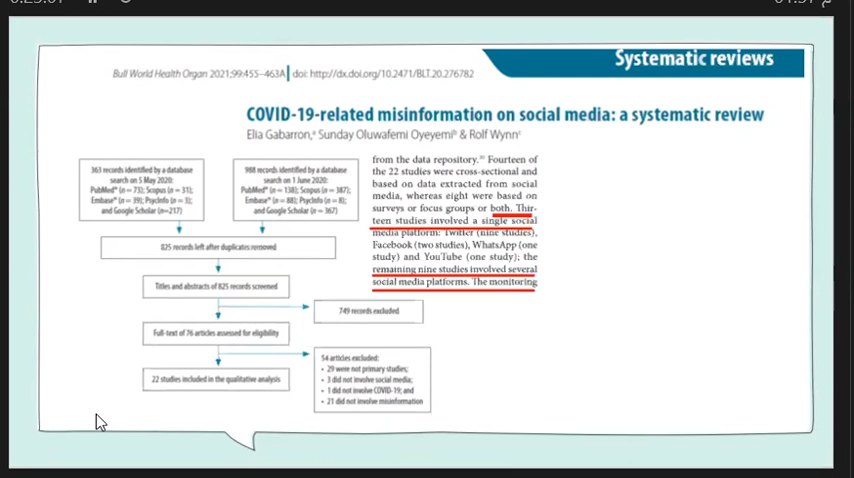 Systematic reviews
Bull World Health Organ 2021;99:455–463A | doi: http://dx.doi.org/10.2471/BLT.20.276782
COVID-19-related misinformation on social media: a systematic review
Elia Gabarron,ᵃ Sunday Oluwafemi Oyeyemiᵇ & Rolf Wynnᶜ
363 records identified by a database
search on 5 May 2020:
PubMed® (n = 73); Scopus (n = 31);
Embase® (n = 39); PsycInfo (n = 3);
and Google Scholar (n=217)
988 records identified by a database
search on 1 June 2020:
PubMed® (n = 138); Scopus (n = 387);
Embase® (n = 88); PsycInfo (n = 8);
and Google Scholar (n = 367)
825 records left after duplicates removed
Titles and abstracts of 825 records screened
749 records excluded
Full-text of 76 articles assessed for eligibility
54 articles excluded:
• 29 were not primary studies;
• 3 did not involve social media;
• 1 did not involve COVID-19; and
• 21 did not involve misinformation
22 studies included in the qualitative analysis
from the data repository. Fourteen of
the 22 studies were cross-sectional and
based on data extracted from social
media, whereas eight were based on
surveys or focus groups or both. Thir-
teen studies involved a single social
media platform: Twitter (nine studies),
Facebook (two studies), WhatsApp (one
study) and YouTube (one study); the
remaining nine studies involved several
social media platforms. The monitoring